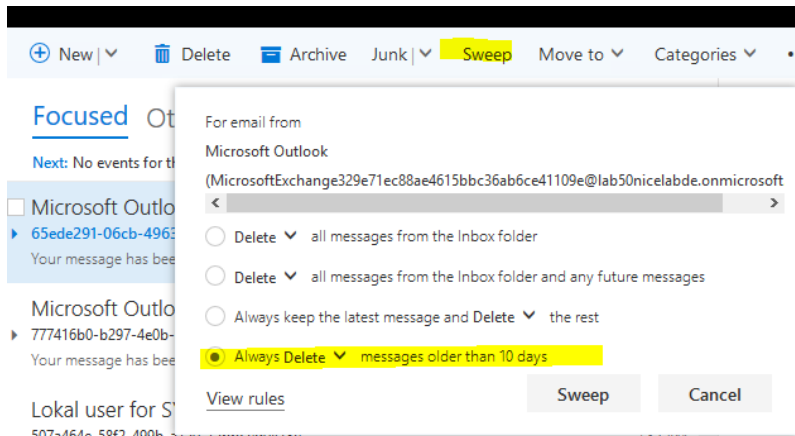 New Delete Archive Junk Sweep Move to Categories
Focused Ot
For email from
Next: No events for th
Microsoft Outlook
(MicrosoftExchange329e71ec88ae4615bbc36ab6ce41109e@lab50nicelabde.onmicrosoft
Microsoft Outlo
65ede291-06cb-4963
Your message has bee
Delete all messages from the Inbox folder
Delete all messages from the Inbox folder and any future messages
Microsoft Outlo
777416b0-b297-4e0b-
Your message has bee
Always keep the latest message and Delete the rest
Always Delete messages older than 10 days
View rules Sweep Cancel
Lokal user for S